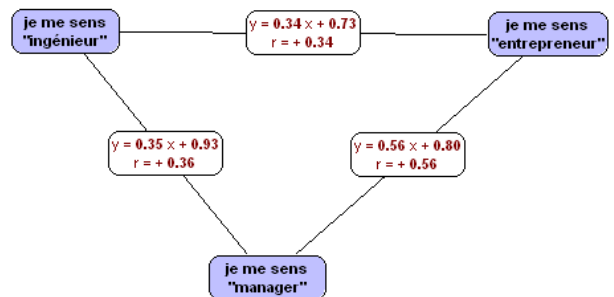 je me sens
"ingénieur"
y = 0.34 x + 0.73
r = + 0.34
je me sens
"entrepreneur"
y = 0.35 x + 0.93
r = + 0.36
y = 0.56 x + 0.80
r = + 0.56
je me sens
"manager"